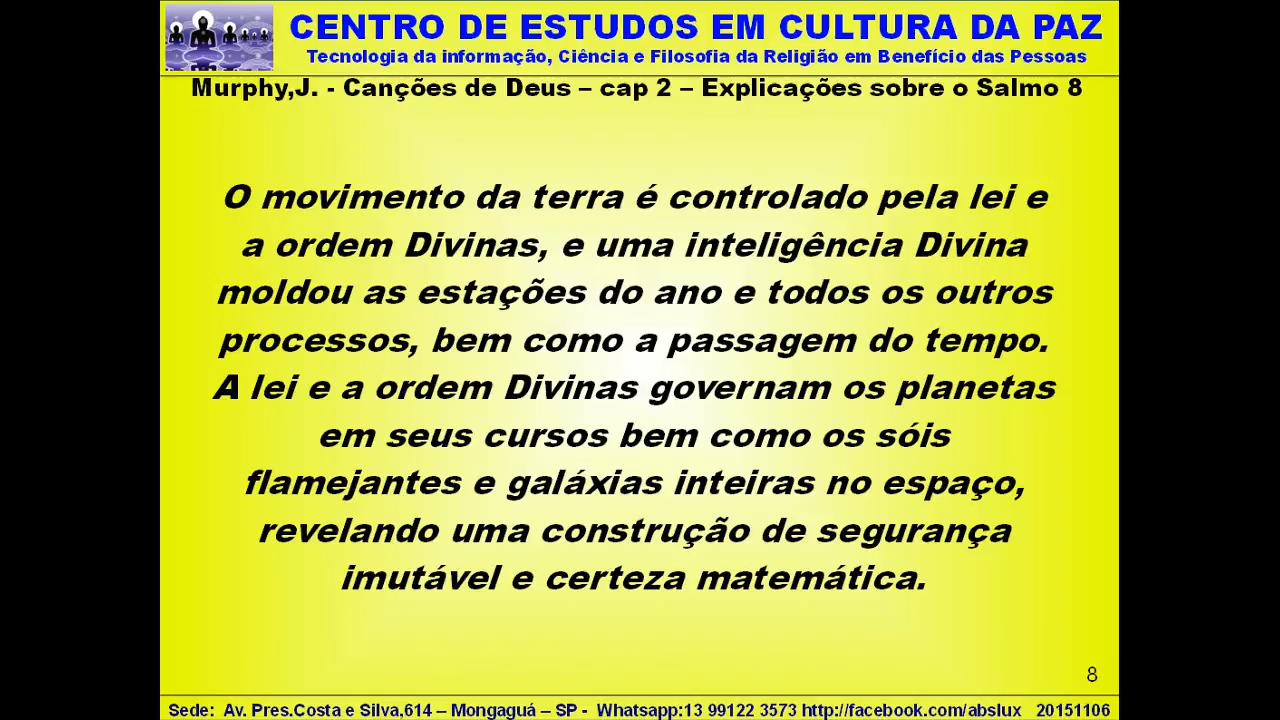 CENTRO DE ESTUDOS EM CULTURA DA PAZ
Tecnologia da informação, Ciência e Filosofia da Religião em Benefício das Pessoas
Murphy,J. - Canções de Deus – cap 2 – Explicações sobre o Salmo 8
O movimento da terra é controlado pela lei e
a ordem Divinas, e uma inteligência Divina
moldou as estações do ano e todos os outros
processos, bem como a passagem do tempo.
A lei e a ordem Divinas governam os planetas
em seus cursos bem como os sóis
flamejantes e galáxias inteiras no espaço,
revelando uma construção de segurança
imutável e certeza matemática.
8
Sede: Av. Pres.Costa e Silva,614 – Mongaguá – SP - Whatsapp:13 99122 3573 http://facebook.com/abslux 20151106